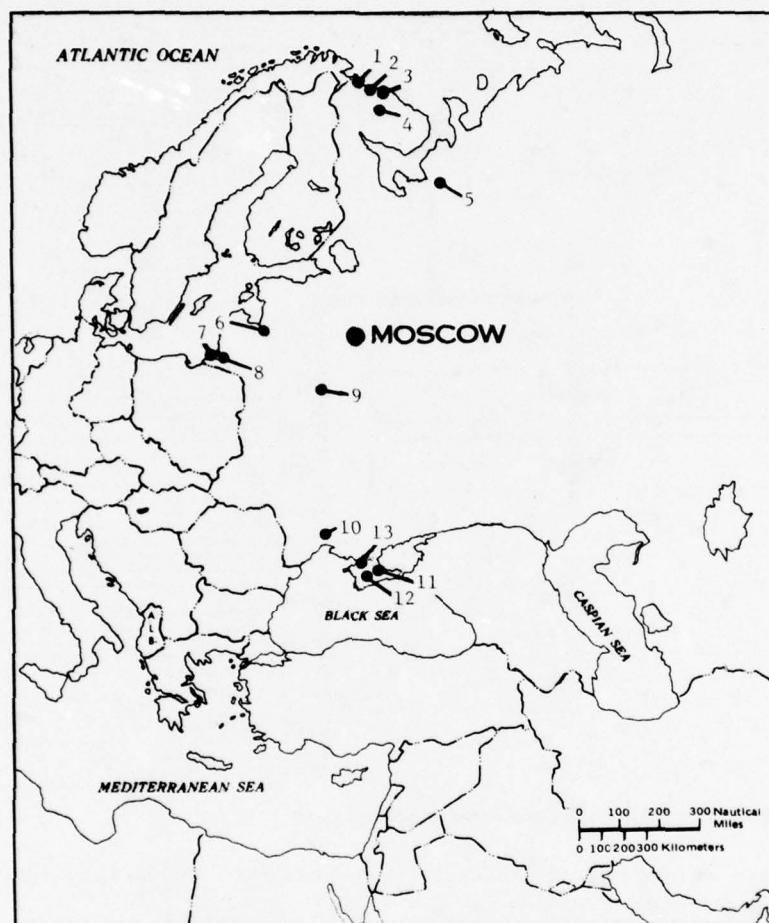 ATLANTIC OCEAN
1
2
3
D
4
5
6
MOSCOW
7
8
9
10
13
11
12
BLACK SEA
CASPIAN SEA
ALB
MEDITERRANEAN SEA
0 100 200 300 Nautical Miles
0 100 200 300 Kilometers